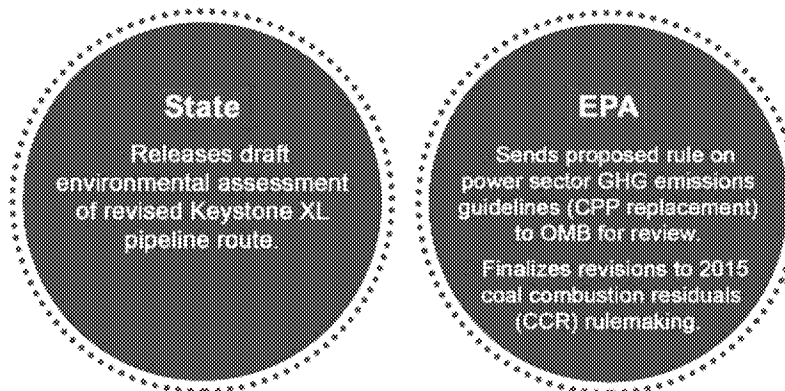 State
Releases draft
environmental assessment
of revised Keystone XL
pipeline route.
EPA
Sends proposed rule on
power sector GHG emissions
guidelines (CPP replacement)
to OMB for review.
Finalizes revisions to 2015
coal combustion residuals
(CCR) rulemaking.